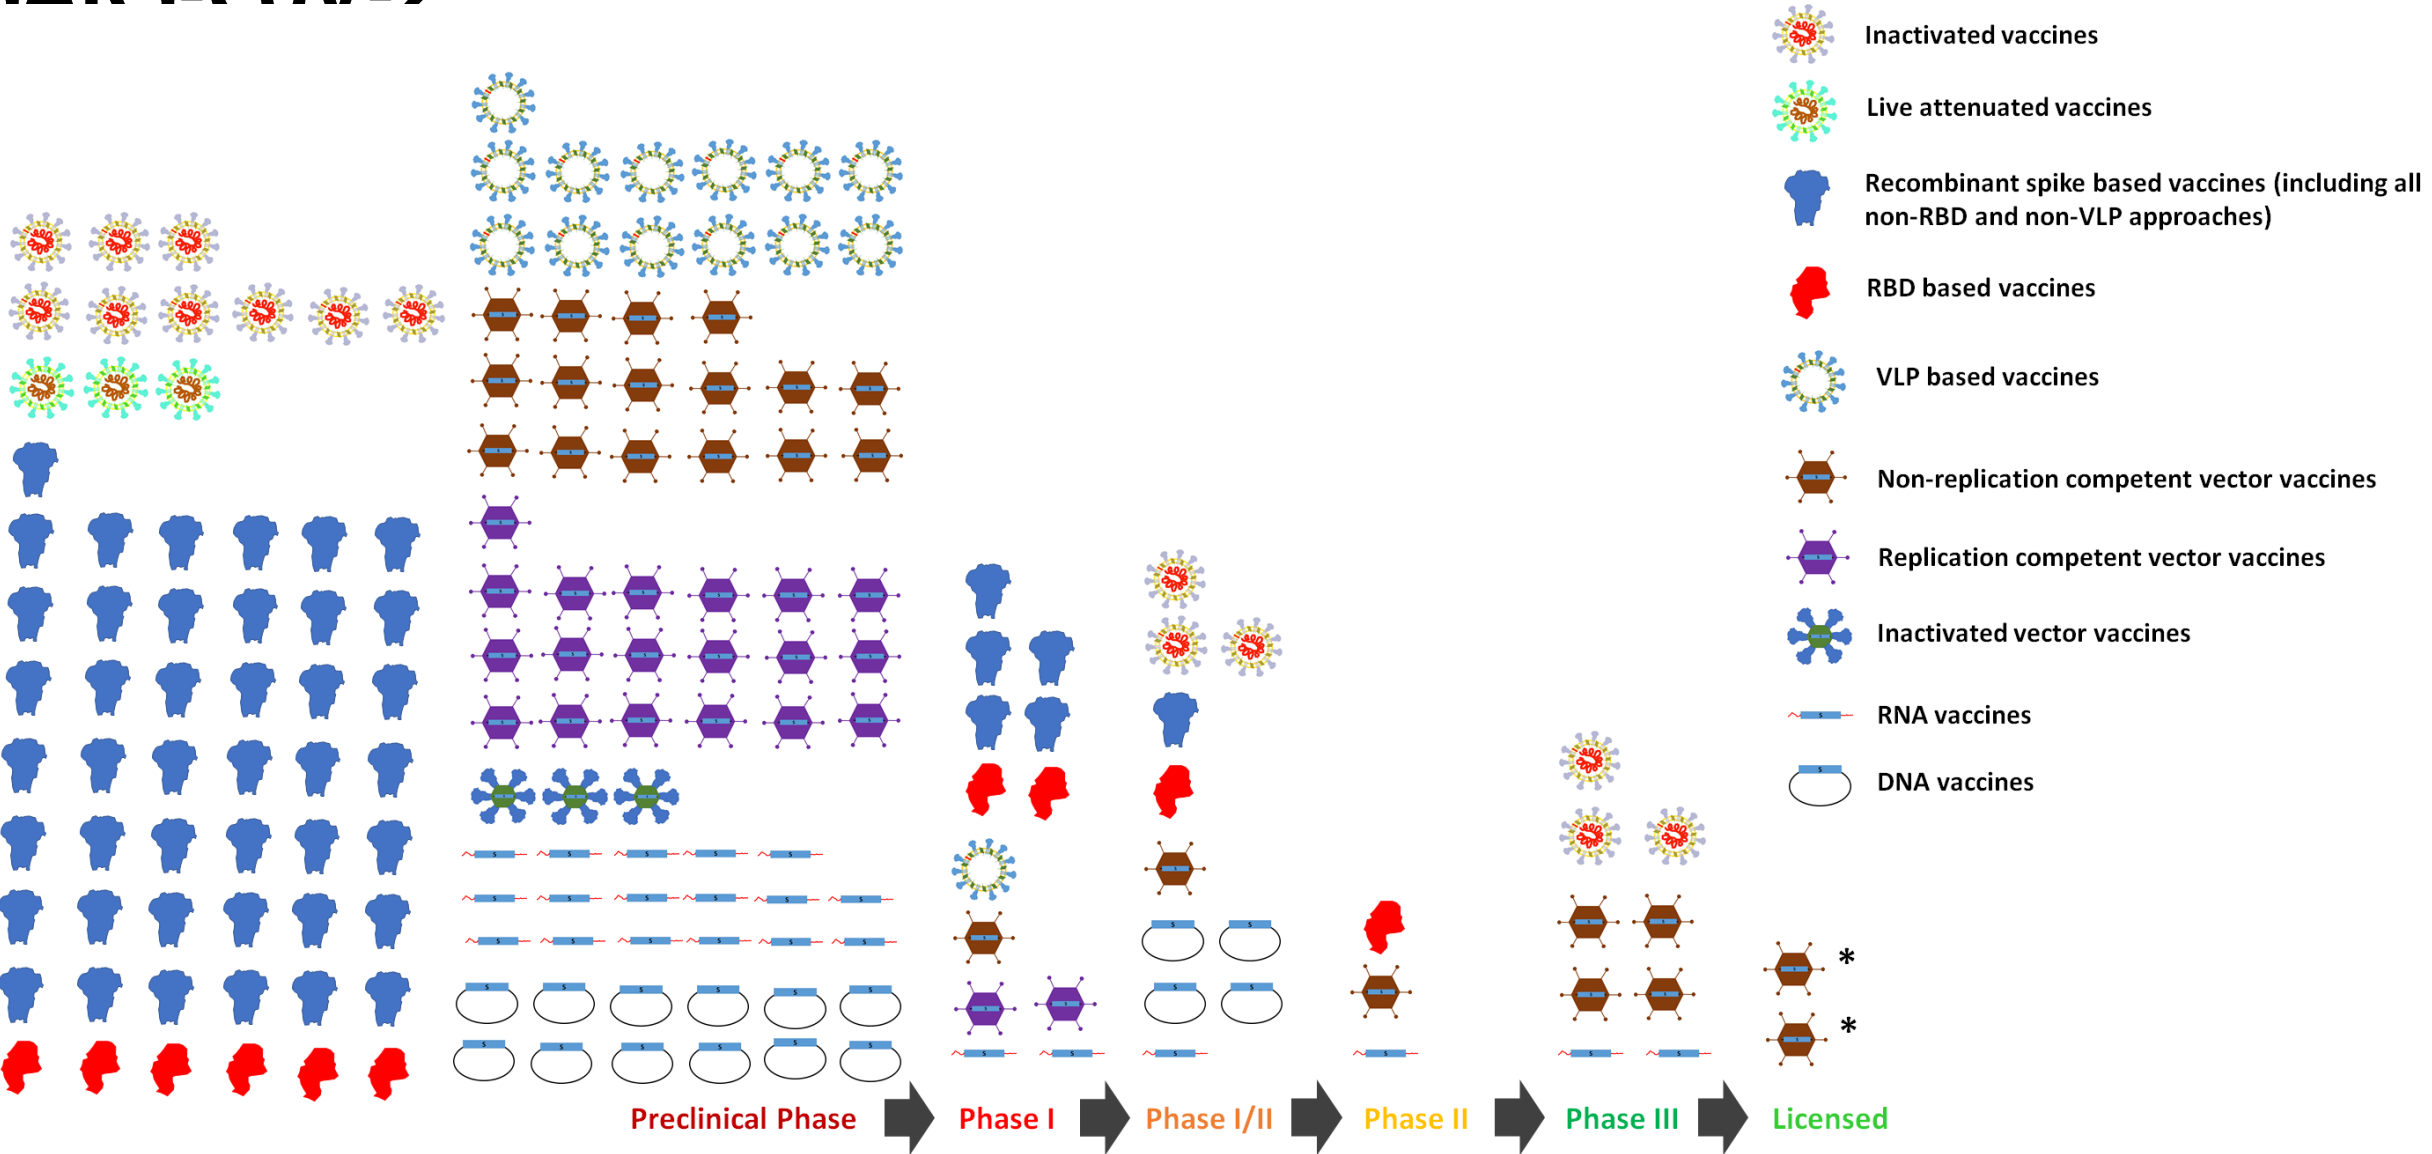 Inactivated vaccines
Live attenuated vaccines
Recombinant spike based vaccines (including all
non-RBD and non-VLP approaches)
RBD based vaccines
VLP based vaccines
Non-replication competent vector vaccines
Replication competent vector vaccines
Inactivated vector vaccines
RNA vaccines
DNA vaccines
*
*
Preclinical Phase
Phase I
Phase I/II
Phase II
Phase III
Licensed